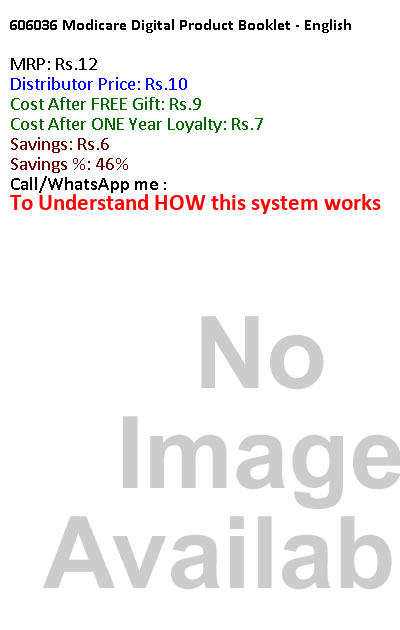 606036 Modicare Digital Product Booklet - English
MRP: Rs.12
Distributor Price: Rs.10
Cost After FREE Gift: Rs.9
Cost After ONE Year Loyalty: Rs.7
Savings: Rs.6
Savings %: 46%
Call/WhatsApp me :
To Understand HOW this system works
No
Image
Availab